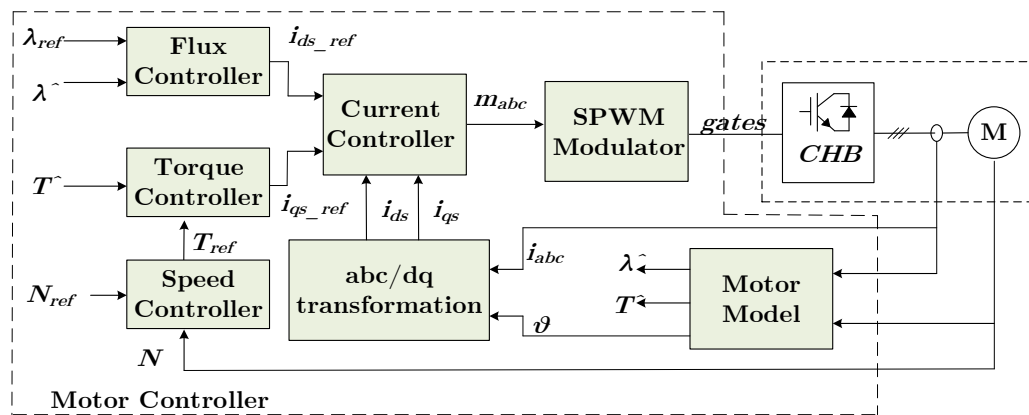 λref
λ^
Flux
Controller
ids_ref
Current
Controller
mabc
SPWM
Modulator
gates
CHB
M
T^
Torque
Controller
iqs_ref
ids
iqs
Tref
Nref
Speed
Controller
abc/dq
transformation
iabc
λ^
T^
ϑ
Motor
Model
N
Motor Controller